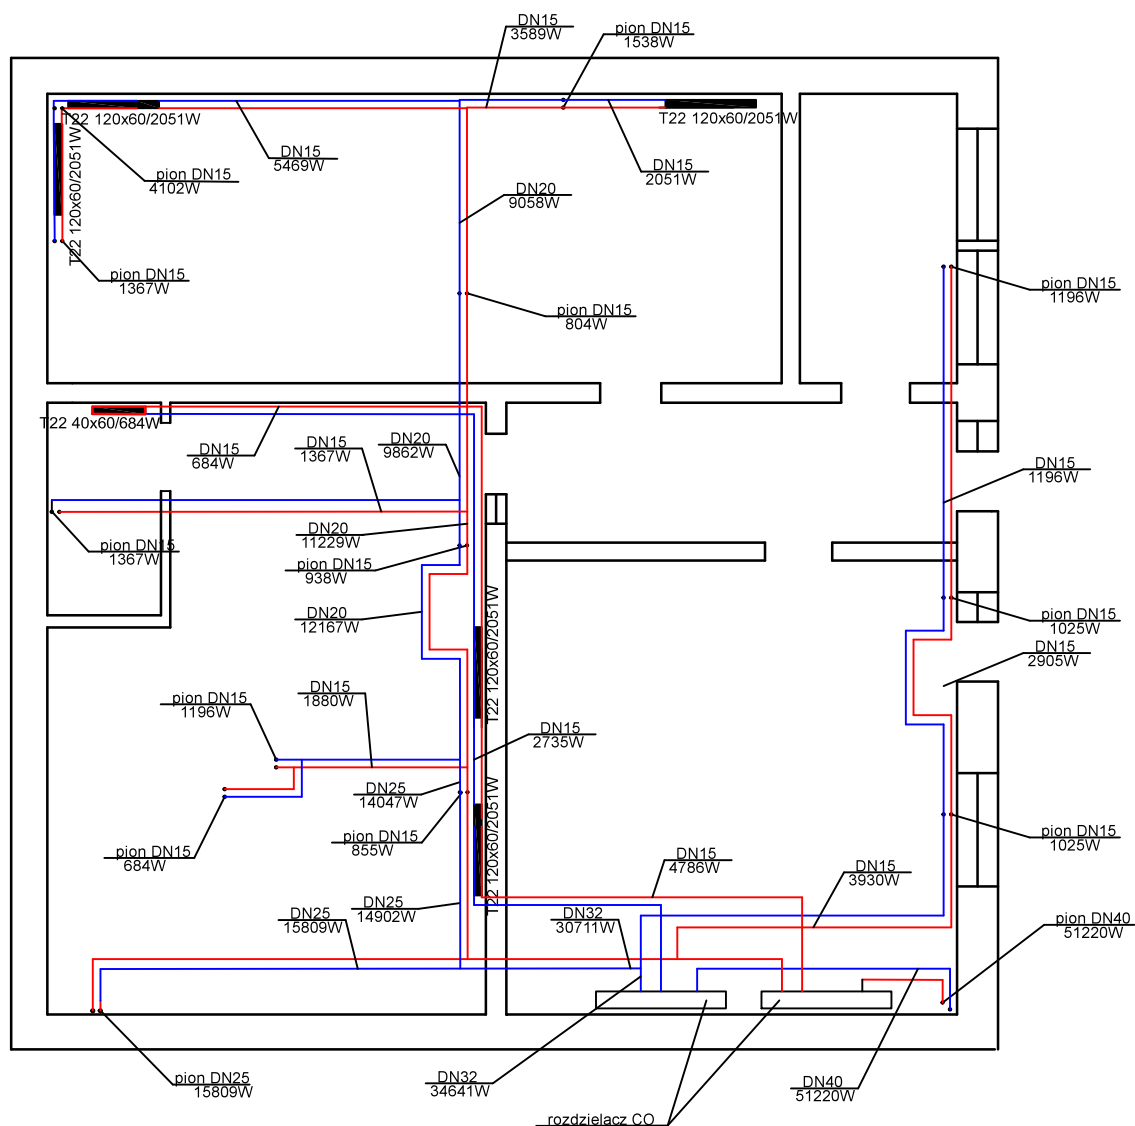 DN15
3589W
pion DN15
1538W
T22 120x60/2051W
T22 120x60/2051W
DN15
5469W
pion DN15
4102W
DN15
2051W
DN20
9058W
T22 120x60/2051W
pion DN15
1367W
pion DN15
804W
pion DN15
1196W
T22 40x60/684W
DN15
684W
DN15
1367W
DN20
9862W
DN15
1196W
pion DN15
1367W
DN20
11229W
pion DN15
938W
DN20
12167W
T22 120x60/2051W
pion DN15
1025W
DN15
2905W
pion DN15
1196W
DN15
1880W
DN15
2735W
DN25
14047W
T22 120x60/2051W
pion DN15
855W
pion DN15
684W
pion DN15
1025W
DN15
4786W
DN15
3930W
DN25
15809W
DN25
14902W
DN32
30711W
pion DN40
51220W
pion DN25
15809W
DN32
34641W
DN40
51220W
rozdzielacz CO